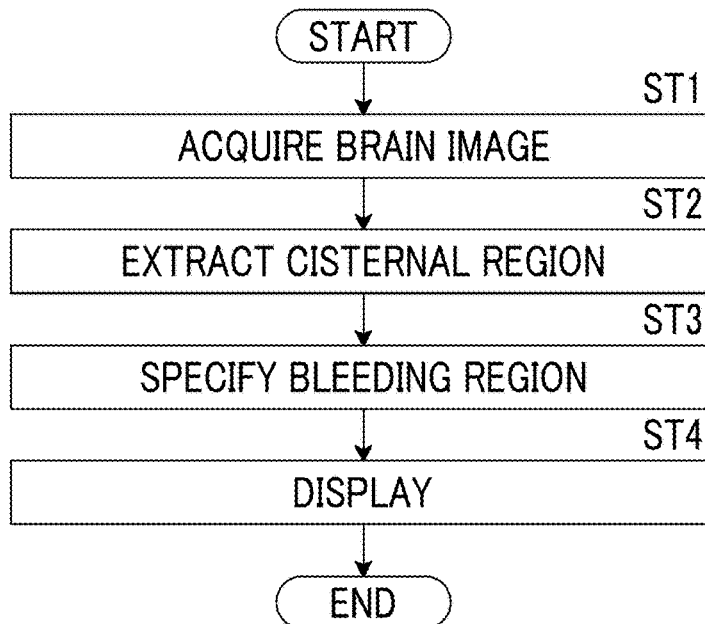 START
ST1
ACQUIRE BRAIN IMAGE
ST2
EXTRACT CISTERNAL REGION
ST3
SPECIFY BLEEDING REGION
ST4
DISPLAY
END